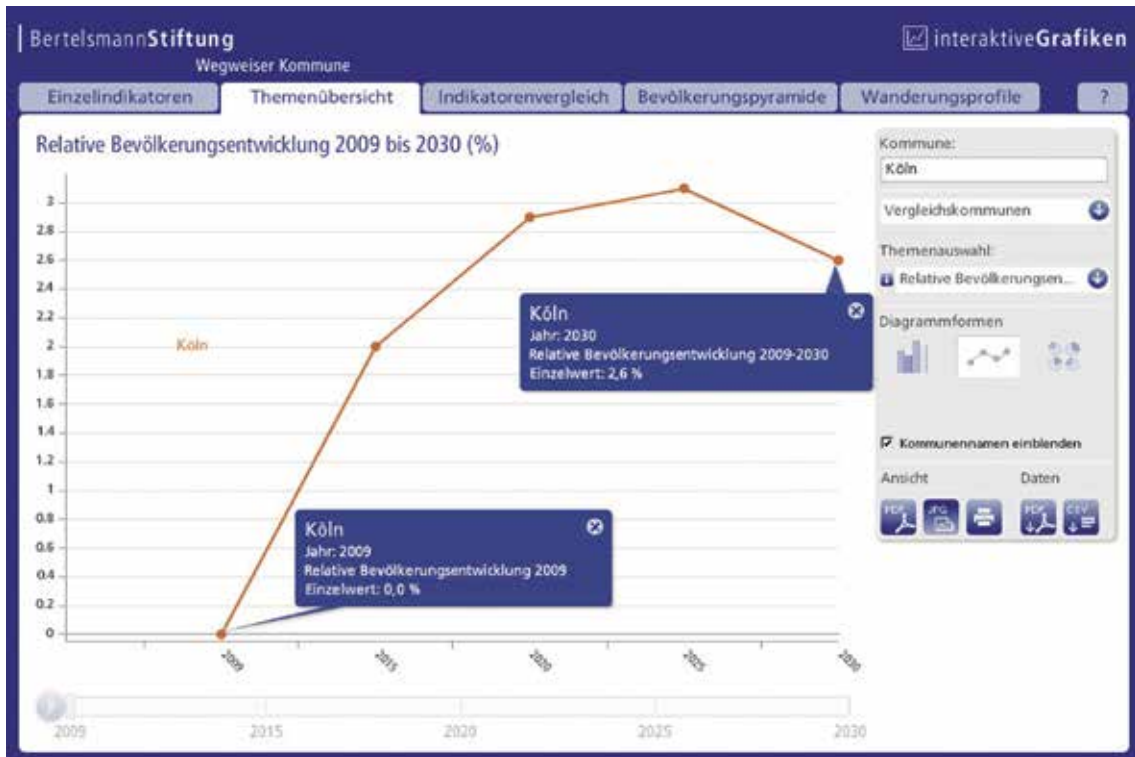 BertelsmannStiftung
Wegweiser Kommune
interaktiveGrafiken
Einzelindikatoren
Themenübersicht
Indikatorenvergleich
Bevölkerungspyramide
Wanderungsprofile
?
Relative Bevölkerungsentwicklung 2009 bis 2030 (%)
3
2.8
2.6
2.4
2.2
2
1.8
1.6
1.4
1.2
1
0.8
0.6
0.4
0.2
0
Köln
Köln
Jahr: 2030
Relative Bevölkerungsentwicklung 2009-2030
Einzelwert: 2,6 %
Köln
Jahr: 2009
Relative Bevölkerungsentwicklung 2009
Einzelwert: 0,0 %
2009
2015
2020
2025
2030
2009
2015
2020
2025
2030
Kommune:
Köln
Vergleichskommunen
Themenauswahl:
Relative Bevölkerungsen...
Diagrammformen
Kommunennamen einblenden
Ansicht
Daten
PDF
JPG
PDF
CSV